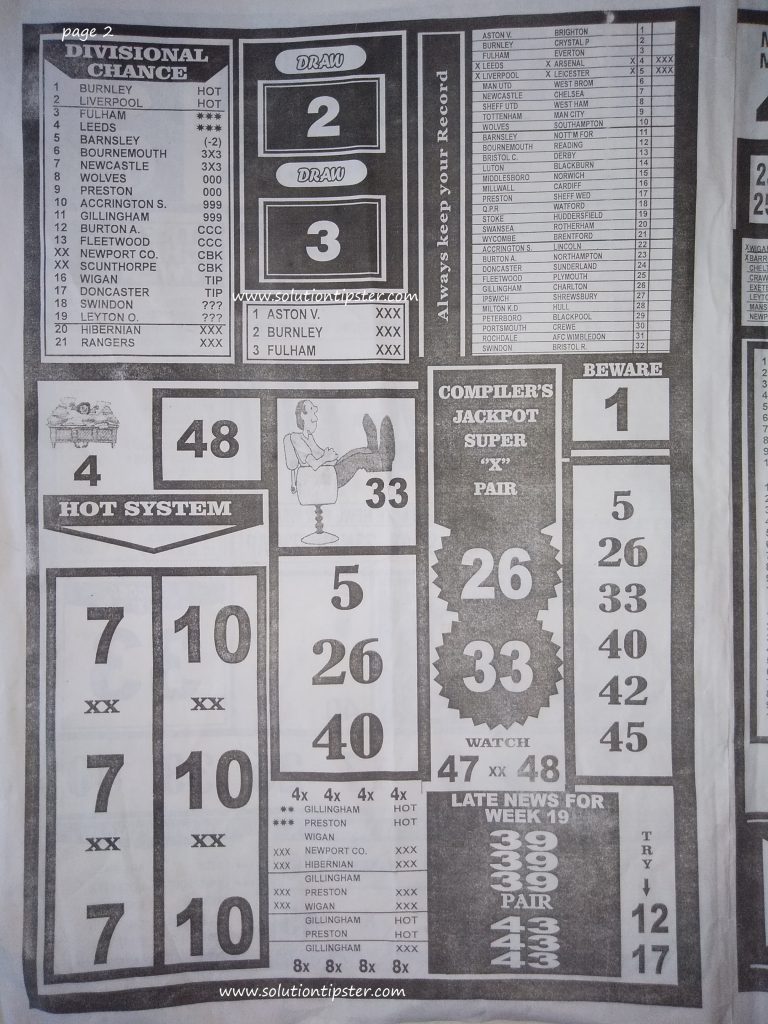 page 2
DIVISIONAL
CHANCE
1 BURNLEY HOT
2 LIVERPOOL HOT
3 FULHAM ***
4 LEEDS ***
5 BARNSLEY (-2)
6 BOURNEMOUTH 3X3
7 NEWCASTLE 3X3
8 WOLVES 000
9 PRESTON 000
10 ACCRINGTON S. 999
11 GILLINGHAM 999
12 BURTON A. CCC
13 FLEETWOOD CCC
XX NEWPORT CO. CBK
XX SCUNTHORPE CBK
16 WIGAN TIP
17 DONCASTER TIP
18 SWINDON ???
19 LEYTON O. ???
20 HIBERNIAN XXX
21 RANGERS XXX
DRAW
2
DRAW
3
www.solutiontipster.com
1 ASTON V. XXX
2 BURNLEY XXX
3 FULHAM XXX
Always keep your Record
ASTON V. BRIGHTON 1
BURNLEY CRYSTAL P 2
FULHAM EVERTON 3
X LEEDS X ARSENAL X 4 XXX
X LIVERPOOL X LEICESTER X 5 XXX
MAN UTD WEST BROM 6
NEWCASTLE CHELSEA 7
SHEFF UTD WEST HAM 8
TOTTENHAM MAN CITY 9
WOLVES SOUTHAMPTON 10
BARNSLEY NOTT'M FOR 11
BOURNEMOUTH READING 12
BRISTOL C. DERBY 13
LUTON BLACKBURN 14
MIDDLESBORO NORWICH 15
MILLWALL CARDIFF 16
PRESTON SHEFF WED 17
Q.P.R WATFORD 18
STOKE HUDDERSFIELD 19
SWANSEA ROTHERHAM 20
WYCOMBE BRENTFORD 21
ACCRINGTON S. LINCOLN 22
BURTON A. NORTHAMPTON 23
DONCASTER SUNDERLAND 24
FLEETWOOD PLYMOUTH 25
GILLINGHAM CHARLTON 26
IPSWICH SHREWSBURY 27
MILTON K.D HULL 28
PETERBORO BLACKPOOL 29
PORTSMOUTH CREWE 30
ROCHDALE AFC WIMBLEDON 31
SWINDON BRISTOL R. 32
4
48
33
HOT SYSTEM
7 10
XX XX
7 10
XX XX
7 10
5
26
40
4x 4x 4x 4x
** GILLINGHAM HOT
*** PRESTON HOT
WIGAN
XXX NEWPORT CO. XXX
XXX HIBERNIAN XXX
GILLINGHAM
XXX PRESTON XXX
XXX WIGAN XXX
GILLINGHAM HOT
PRESTON HOT
GILLINGHAM XXX
8x 8x 8x 8x
COMPILER'S
JACKPOT
SUPER
"X"
PAIR
26
33
WATCH
47 XX 48
BEWARE
1
5
26
33
40
42
45
LATE NEWS FOR
WEEK 19
39
39
39
PAIR
43
43
43
TRY
12
17
www.solutiontipster.com